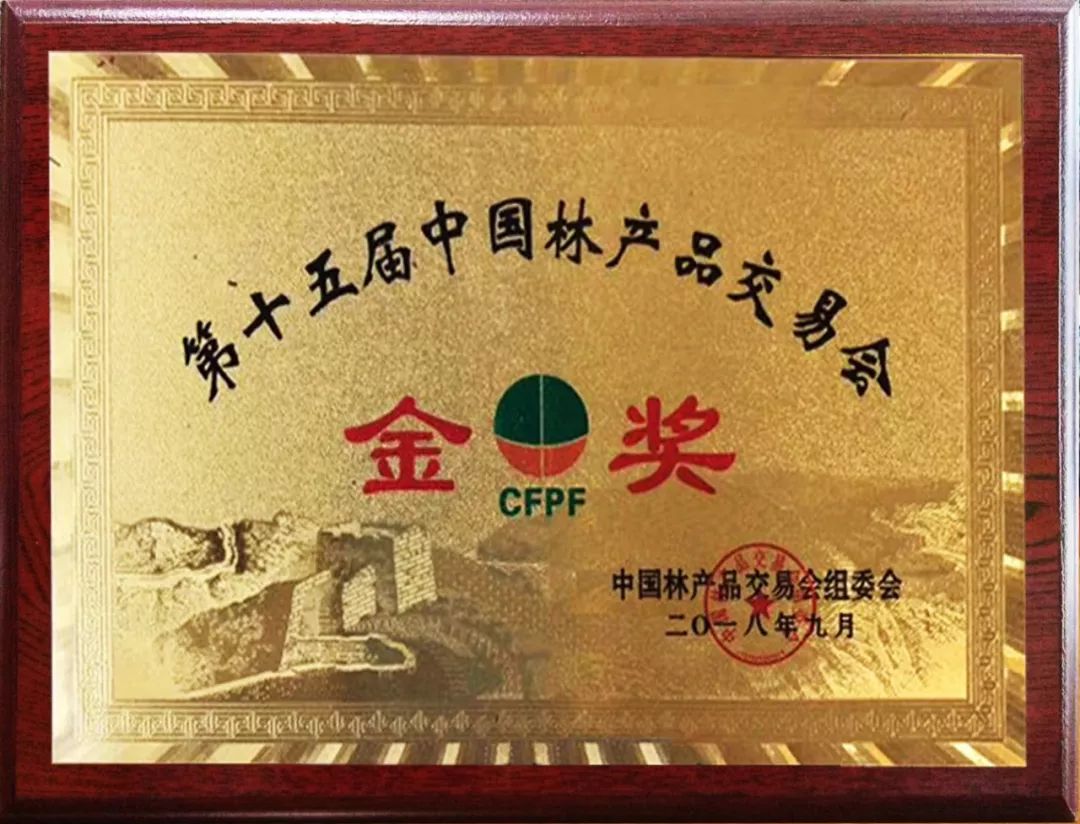 第十五届中国林产品交易会
金奖
CFPF
中国林产品交易会组委会
二O一八年九月